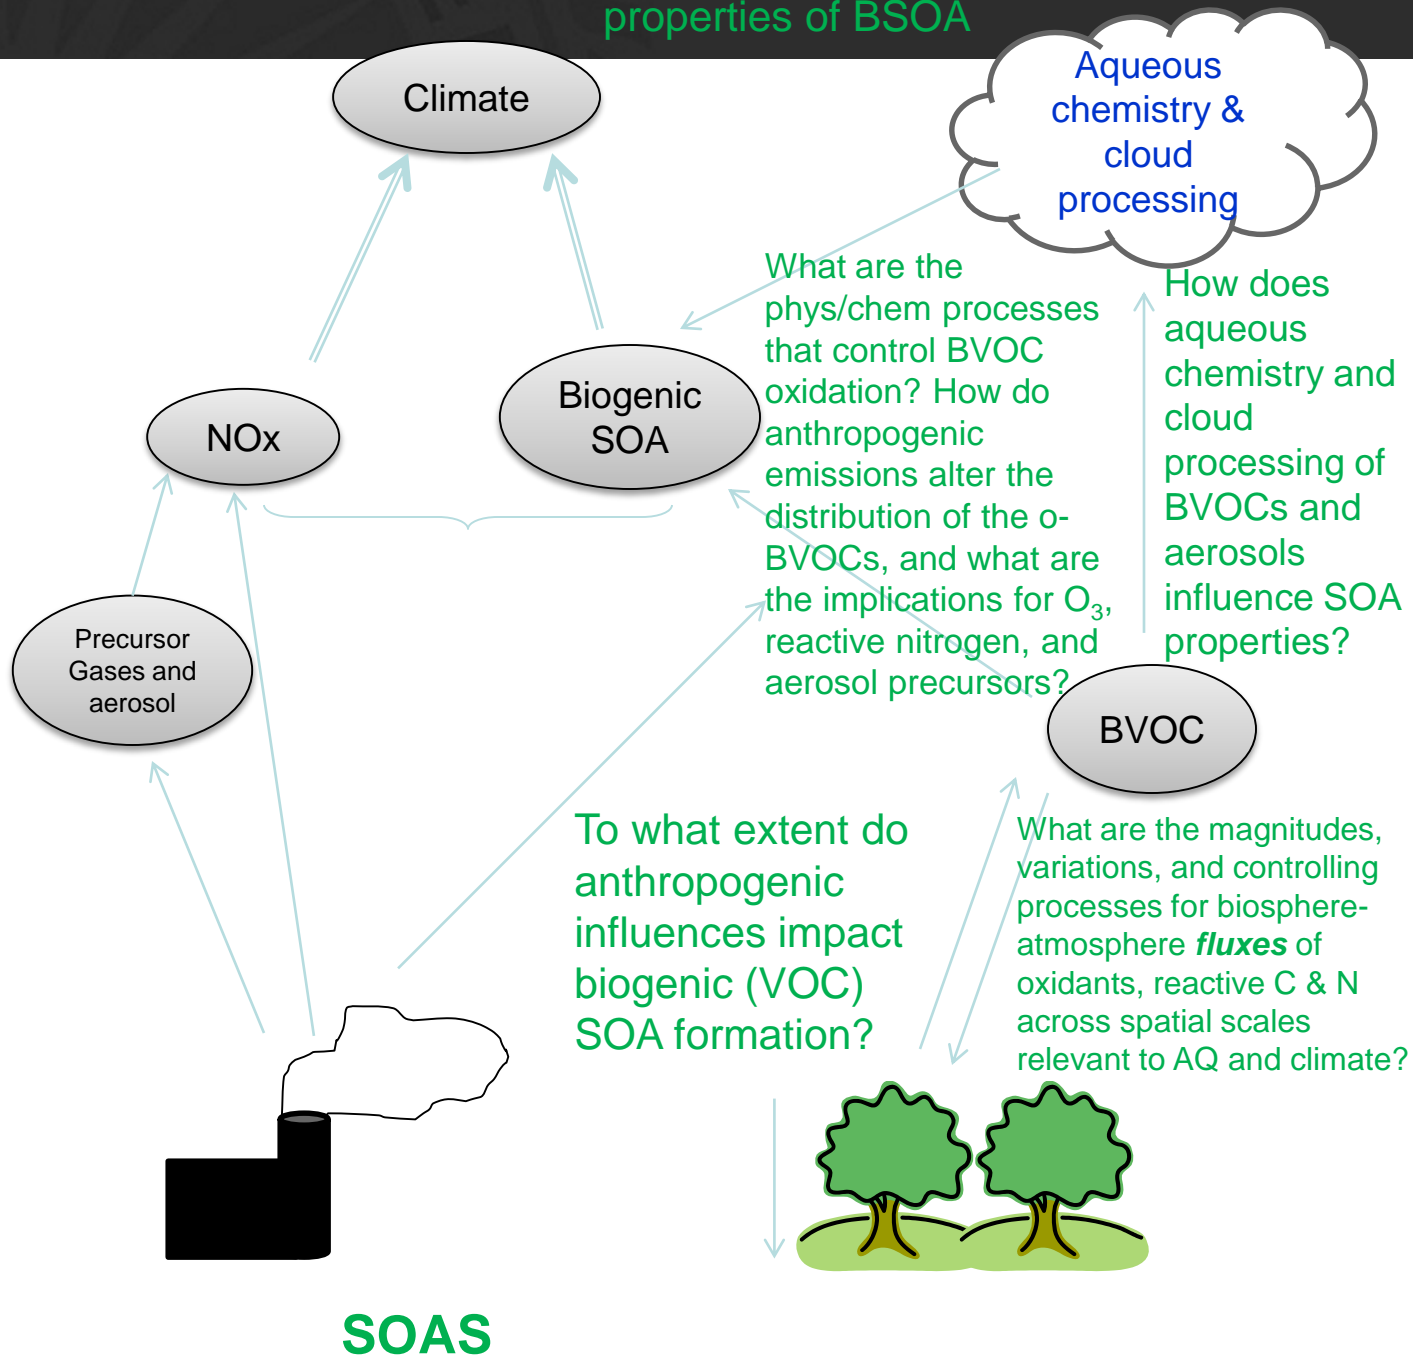 properties of BSOA
Climate
Aqueous
chemistry &
cloud
processing
What are the
phys/chem processes
that control BVOC
oxidation? How do
anthropogenic
emissions alter the
distribution of the o-
BVOCs, and what are
the implications for O₃,
reactive nitrogen, and
aerosol precursors?
How does
aqueous
chemistry and
cloud
processing of
BVOCs and
aerosols
influence SOA
properties?
Biogenic
SOA
NOx
Precursor
Gases and
aerosol
BVOC
To what extent do
anthropogenic
influences impact
biogenic (VOC)
SOA formation?
What are the magnitudes,
variations, and controlling
processes for biosphere-
atmosphere fluxes of
oxidants, reactive C & N
across spatial scales
relevant to AQ and climate?
SOAS